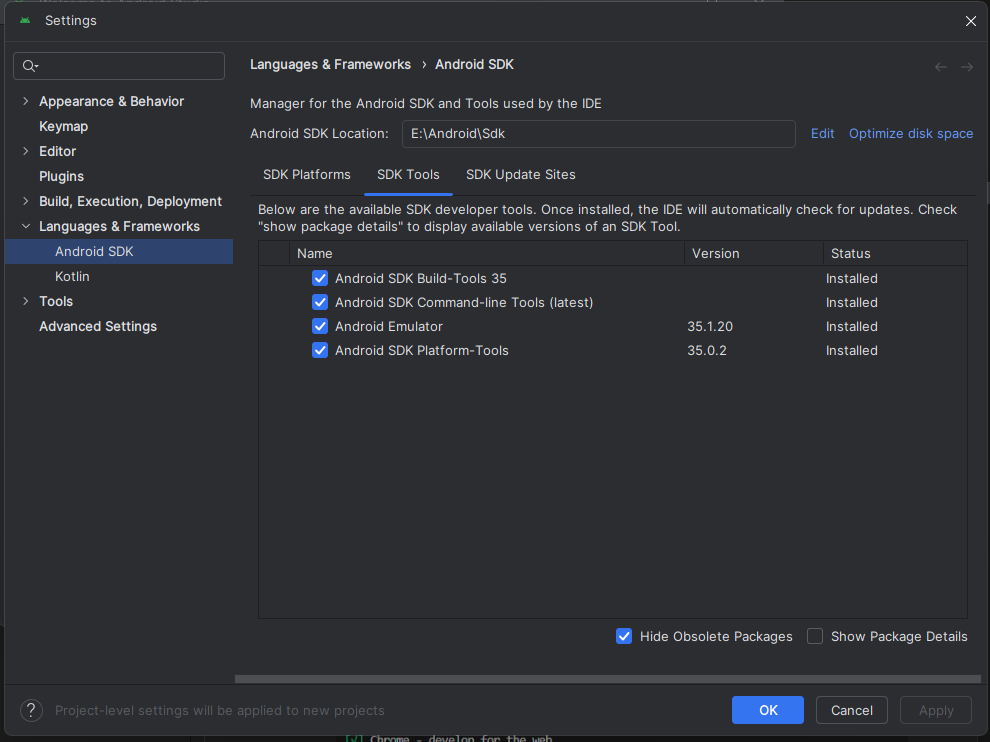 Settings
Languages & Frameworks › Android SDK
Appearance & Behavior
Keymap
Editor
Plugins
Build, Execution, Deployment
Languages & Frameworks
Android SDK
Kotlin
Tools
Advanced Settings
Manager for the Android SDK and Tools used by the IDE
Android SDK Location: E:\Android\Sdk Edit Optimize disk space
SDK Platforms SDK Tools SDK Update Sites
Below are the available SDK developer tools. Once installed, the IDE will automatically check for updates. Check
"show package details" to display available versions of an SDK Tool.
Name Version Status
Android SDK Build-Tools 35 Installed
Android SDK Command-line Tools (latest) Installed
Android Emulator 35.1.20 Installed
Android SDK Platform-Tools 35.0.2 Installed
Hide Obsolete Packages Show Package Details
? Project-level settings will be applied to new projects OK Cancel Apply
[√] Chrome - develop for the web